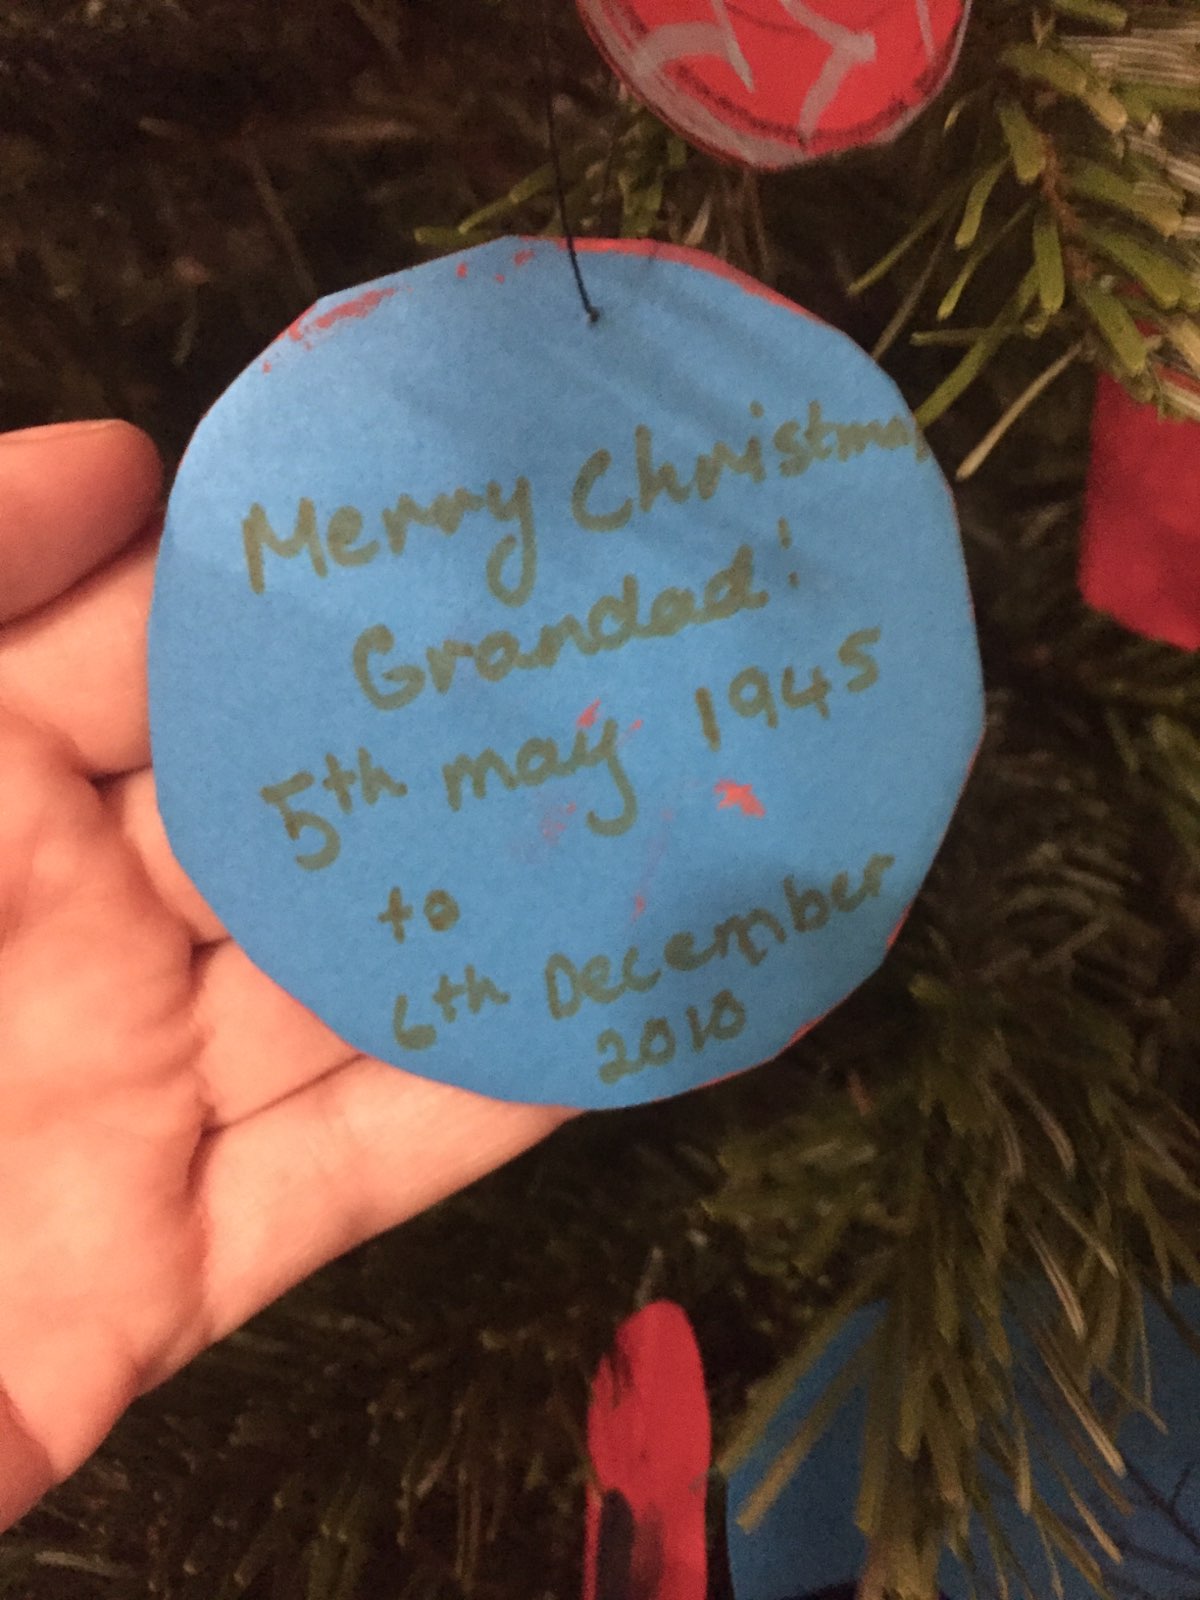 Merry Christmas
Grandad!
5th may 1945
to
6th December
2010